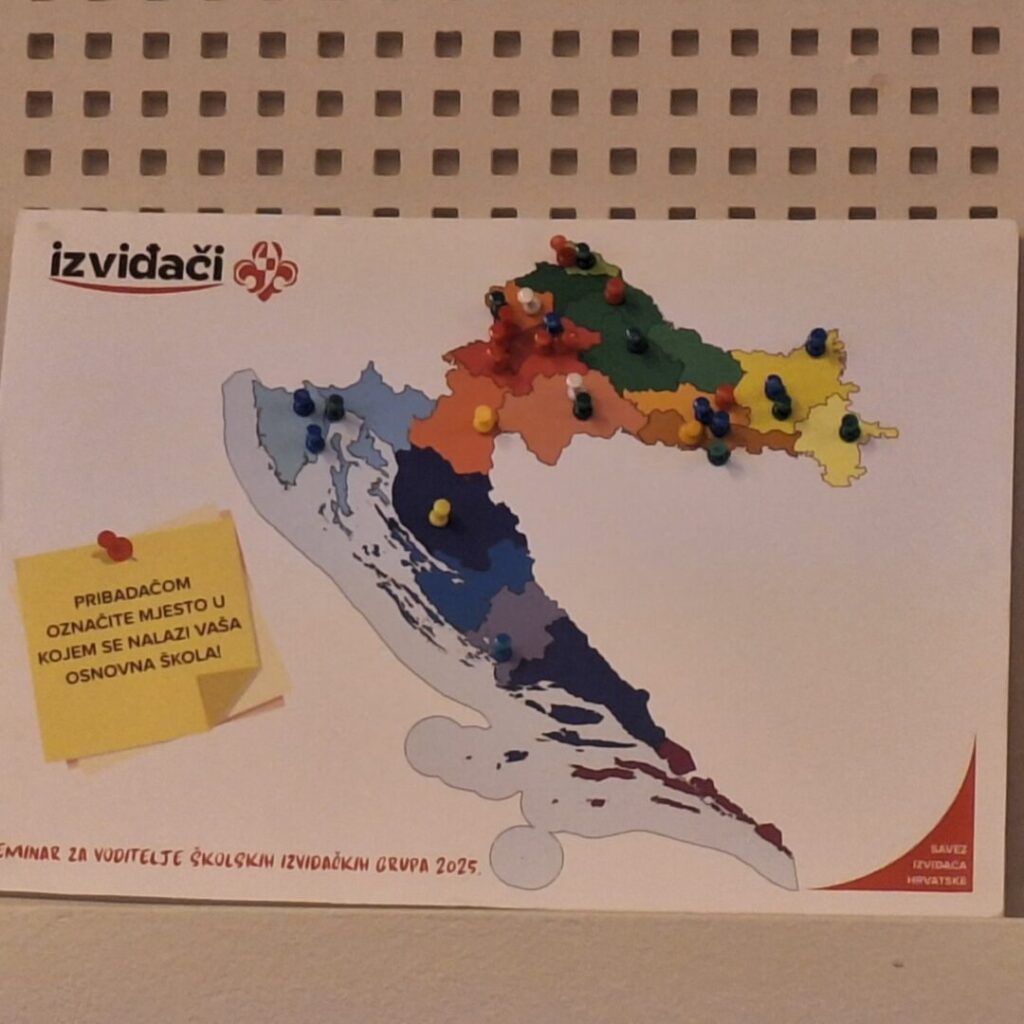 izviđači
PRIBADAČOM
OZNAČITE MJESTO U
KOJEM SE NALAZI VAŠA
OSNOVNA ŠKOLA!
EMINAR ZA VODITELJE ŠKOLSKIH IZVIĐAČKIH GRUPA 2025.
SAVEZ
IZVIĐAČA
HRVATSKE